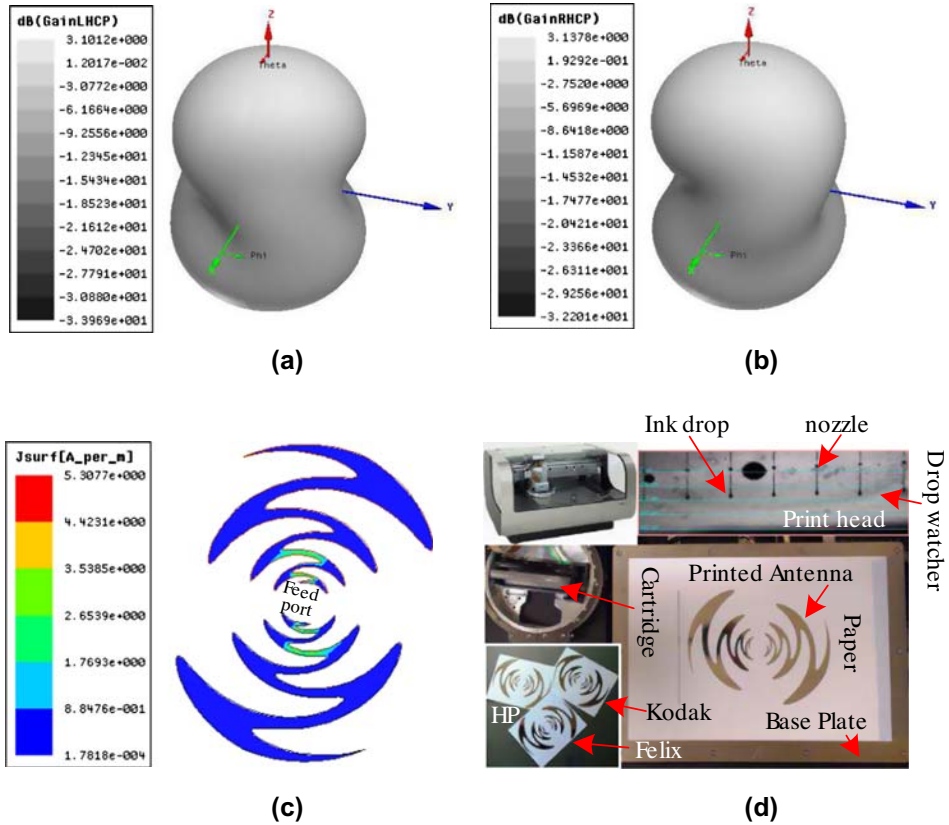 dB(GainLHCP)
3.1012e+000
1.2017e-002
-3.0772e+000
-6.1664e+000
-9.2556e+000
-1.2345e+001
-1.5434e+001
-1.8523e+001
-2.1612e+001
-2.4702e+001
-2.7791e+001
-3.0880e+001
-3.3969e+001
Z
Theta
Y
Phi
X
(a)
dB(GainRHCP)
3.1378e+000
1.9292e-001
-2.7520e+000
-5.6969e+000
-8.6418e+000
-1.1587e+001
-1.4532e+001
-1.7477e+001
-2.0421e+001
-2.3366e+001
-2.6311e+001
-2.9256e+001
-3.2201e+001
Z
Theta
Y
Phi
X
(b)
Jsurf[A_per_m]
5.3077e+000
4.4231e+000
3.5385e+000
2.6539e+000
1.7693e+000
8.8476e-001
1.7818e-004
Feed
port
(c)
Ink drop
nozzle
Drop watcher
Print head
Cartridge
Printed Antenna
Paper
HP
Kodak
Felix
Base Plate
(d)